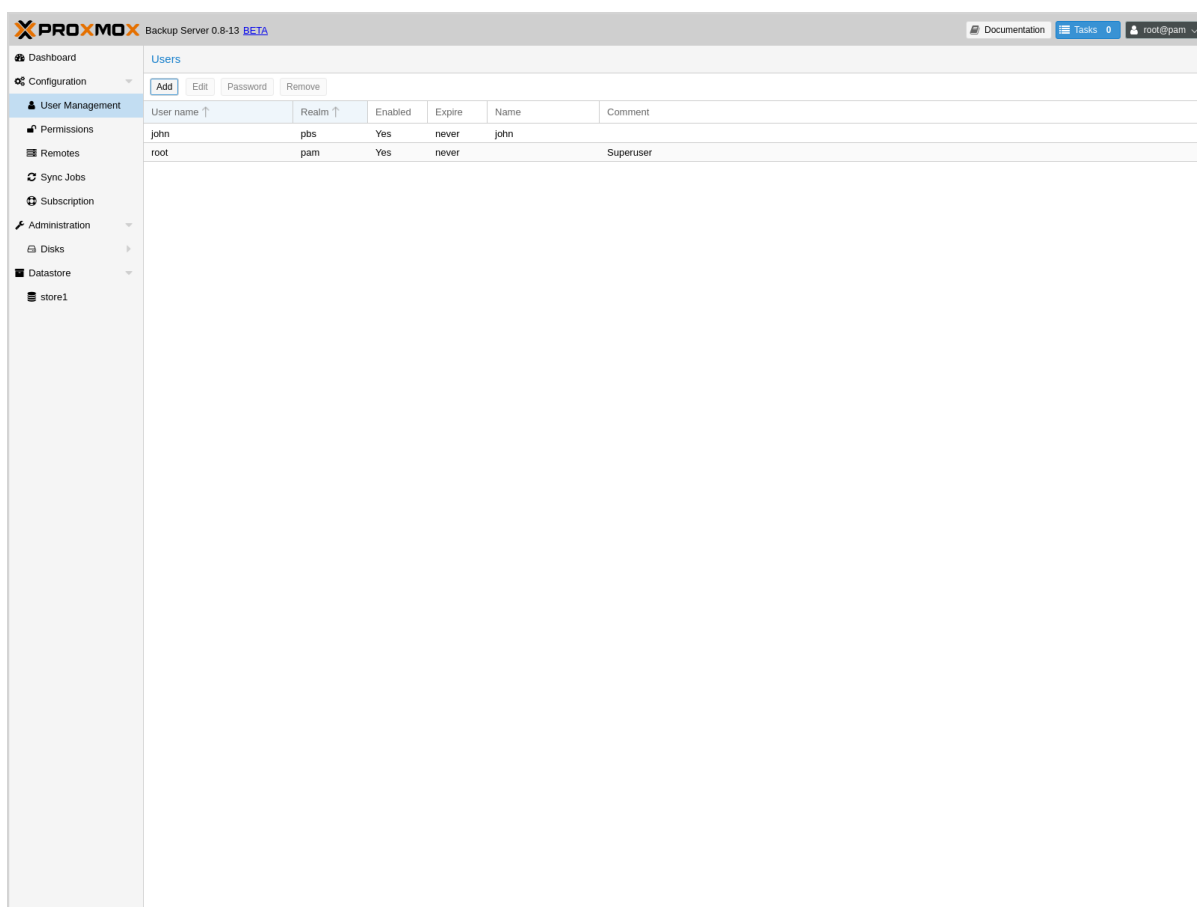 PROXMOX Backup Server 0.8-13 BETA
Documentation Tasks 0 root@pam
Dashboard
Configuration
User Management
Permissions
Remotes
Sync Jobs
Subscription
Administration
Disks
Datastore
store1
Users
Add Edit Password Remove
User name Realm Enabled Expire Name Comment
john pbs Yes never john
root pam Yes never Superuser